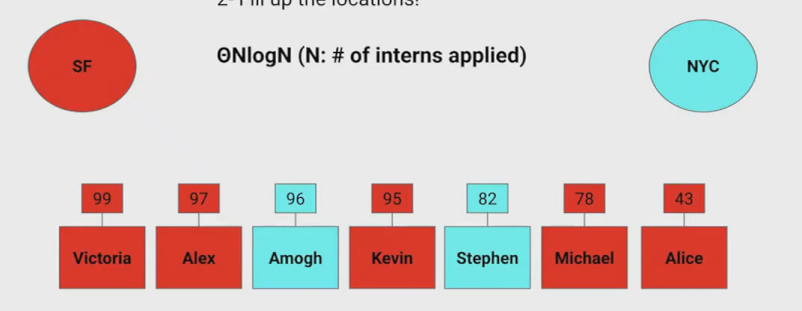 2- Fill up the locations!
SF
ΘNlogN (N: # of interns applied)
NYC
99 97 96 95 82 78 43
Victoria Alex Amogh Kevin Stephen Michael Alice